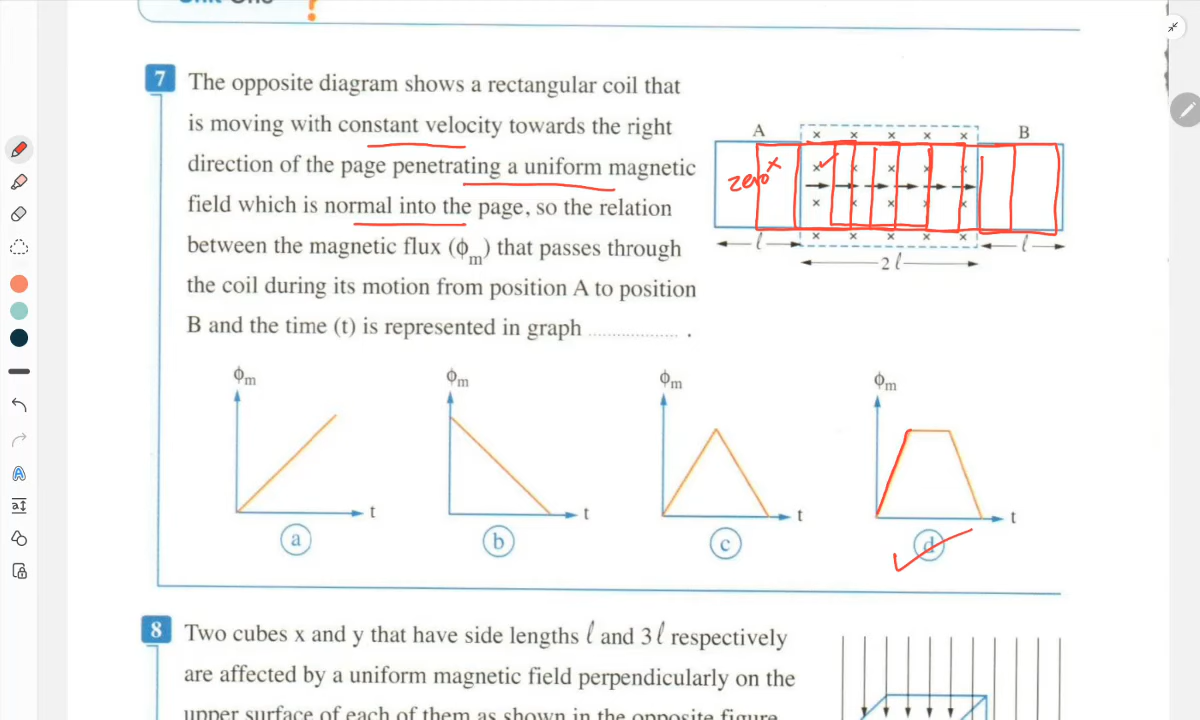 7 The opposite diagram shows a rectangular coil that
is moving with constant velocity towards the right
direction of the page penetrating a uniform magnetic
field which is normal into the page, so the relation
between the magnetic flux (ϕm) that passes through
the coil during its motion from position A to position
B and the time (t) is represented in graph ................ .
A
B
zero
l
2 l
l
ϕm
t
a
ϕm
t
b
ϕm
t
c
ϕm
t
d
8 Two cubes x and y that have side lengths l and 3 l respectively
are affected by a uniform magnetic field perpendicularly on the
upper surface of each of them as shown in the opposite figure